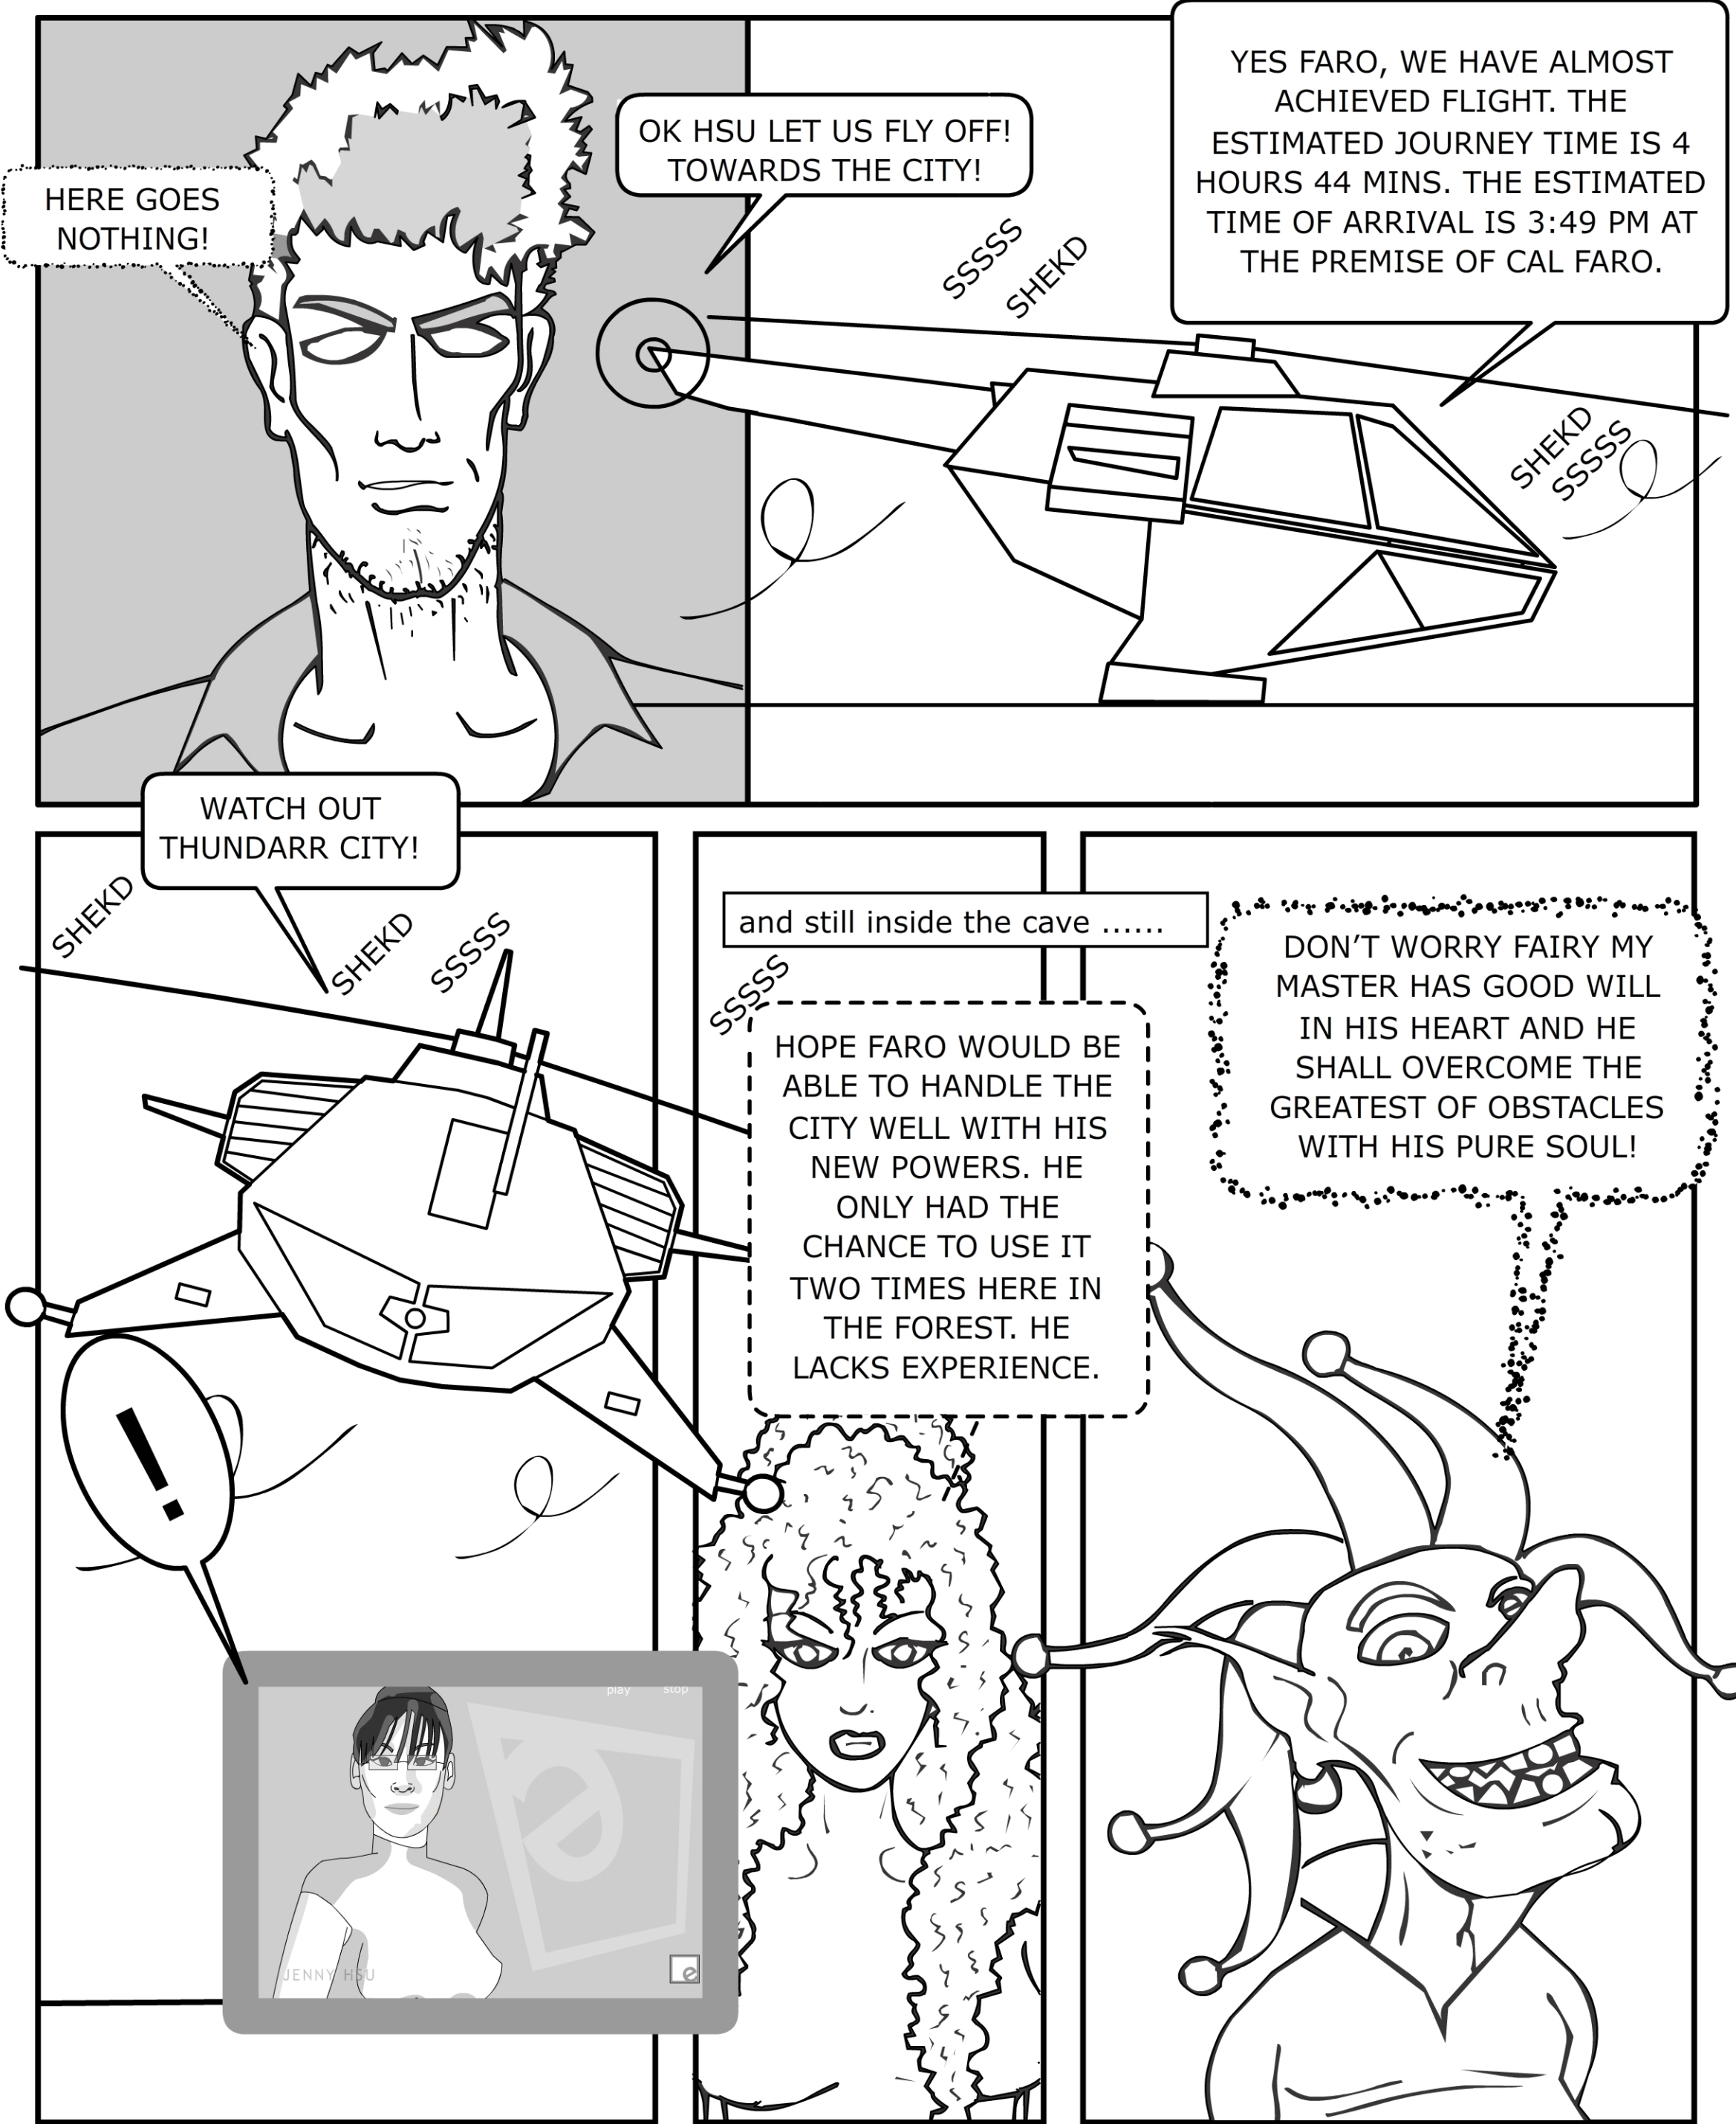 HERE GOES
NOTHING!
OK HSU LET US FLY OFF!
TOWARDS THE CITY!
YES FARO, WE HAVE ALMOST
ACHIEVED FLIGHT. THE
ESTIMATED JOURNEY TIME IS 4
HOURS 44 MINS. THE ESTIMATED
TIME OF ARRIVAL IS 3:49 PM AT
THE PREMISE OF CAL FARO.
SSSSS
SHEKD
SHEKD
SSSSS
WATCH OUT
THUNDARR CITY!
SHEKD
SHEKD
SSSSS
!
play
stop
e
JENNY HSU
e
and still inside the cave ......
SSSSS
HOPE FARO WOULD BE
ABLE TO HANDLE THE
CITY WELL WITH HIS
NEW POWERS. HE
ONLY HAD THE
CHANCE TO USE IT
TWO TIMES HERE IN
THE FOREST. HE
LACKS EXPERIENCE.
DON’T WORRY FAIRY MY
MASTER HAS GOOD WILL
IN HIS HEART AND HE
SHALL OVERCOME THE
GREATEST OF OBSTACLES
WITH HIS PURE SOUL!